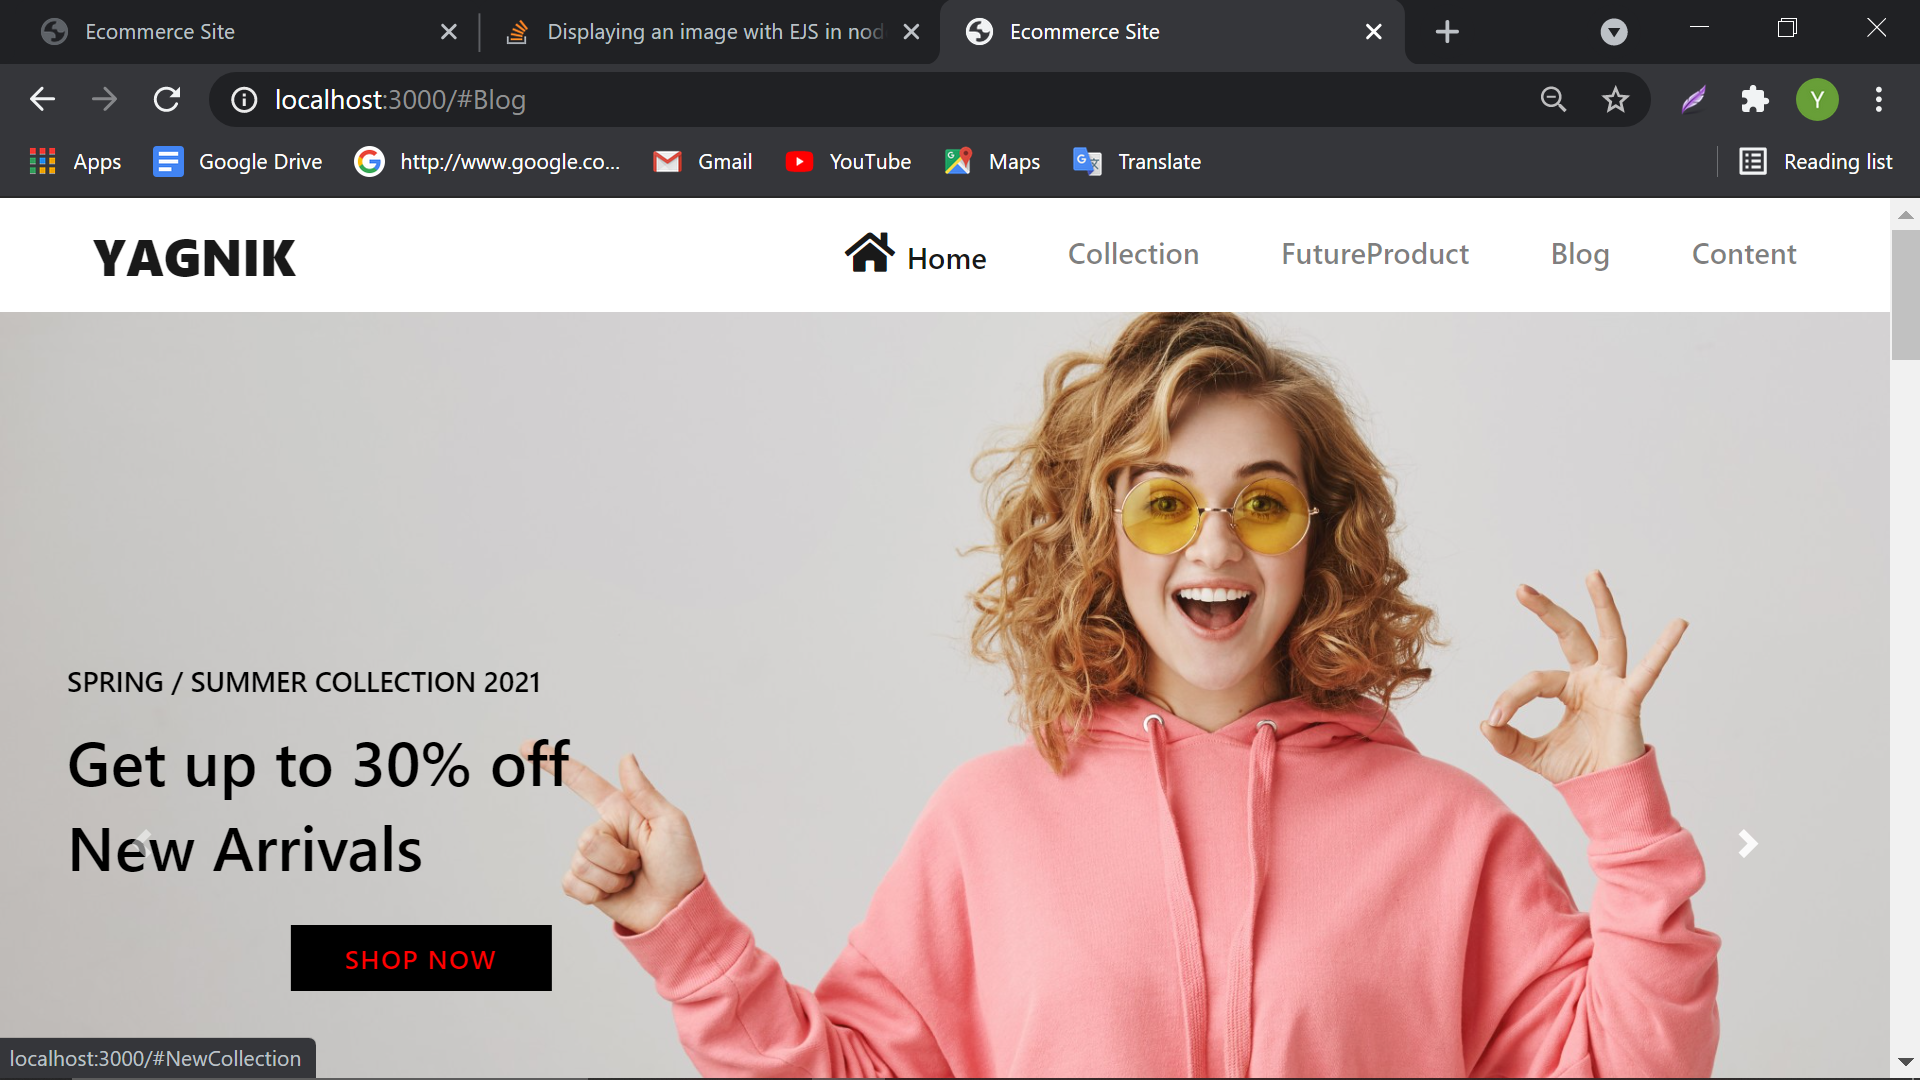 Ecommerce Site
Displaying an image with EJS in nod
Ecommerce Site
localhost:3000/#Blog
Y
Apps
Google Drive
http://www.google.co...
Gmail
YouTube
Maps
Translate
Reading list
YAGNIK
Home
Collection
FutureProduct
Blog
Content
SPRING / SUMMER COLLECTION 2021
Get up to 30% off
New Arrivals
SHOP NOW
localhost:3000/#NewCollection